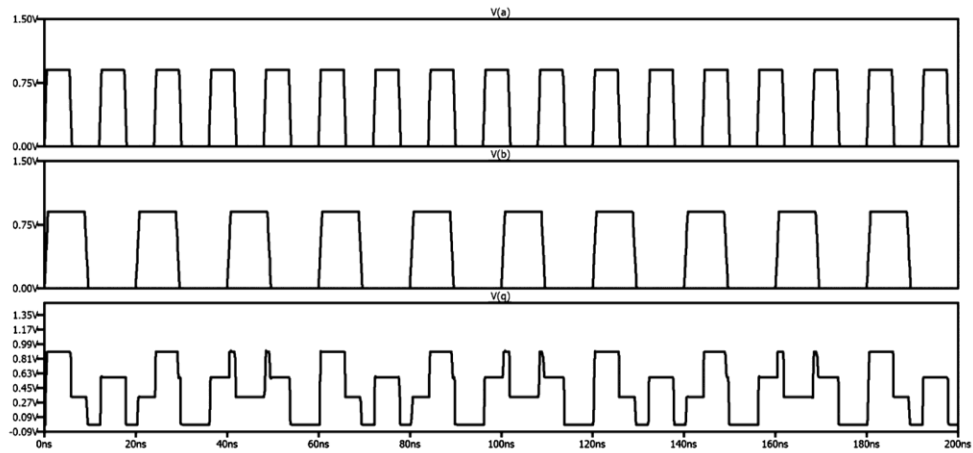 V(a)
1.50V
0.75V
0.00V
V(b)
1.50V
0.75V
0.00V
V(q)
1.35V
1.17V
0.99V
0.81V
0.63V
0.45V
0.27V
0.09V
-0.09V
0ns 20ns 40ns 60ns 80ns 100ns 120ns 140ns 160ns 180ns 200ns